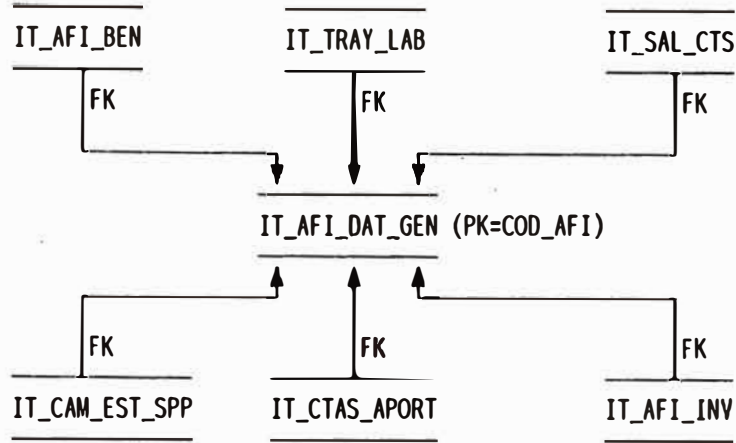 IT_AFI_BEN
IT_TRAY_LAB
IT_SAL_CTS
FK
FK
FK
IT_AFI_DAT_GEN (PK=COD_AFI)
FK
FK
FK
IT_CAM_EST_SPP
IT_CTAS_APORT
IT_AFI_INV